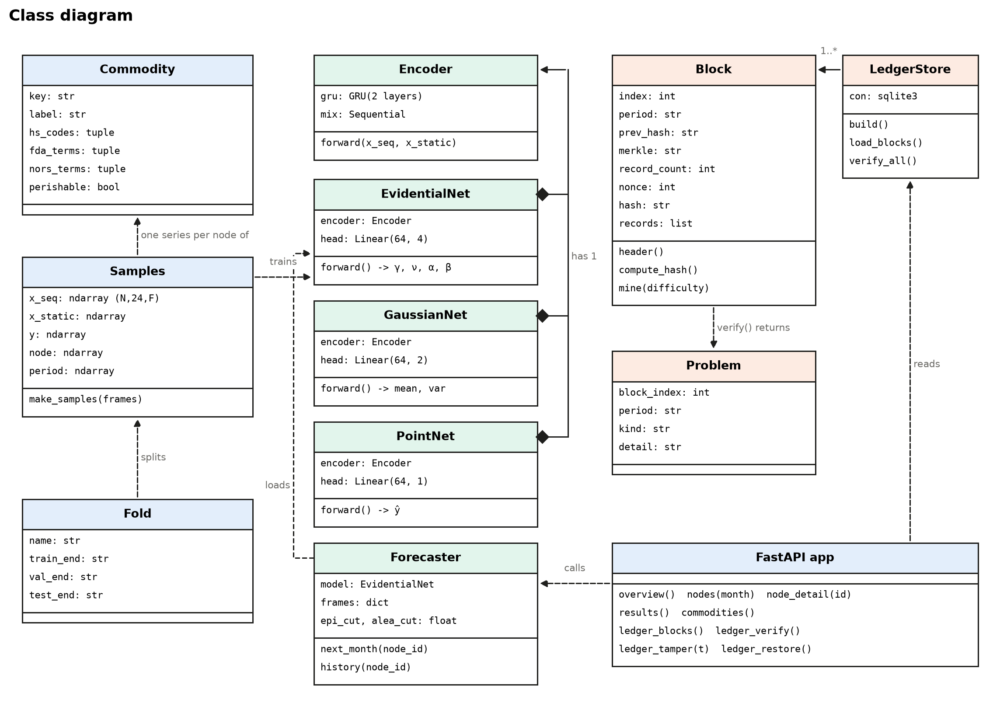 Class diagram
Commodity
key: str
label: str
hs_codes: tuple
fda_terms: tuple
nors_terms: tuple
perishable: bool
one series per node of
Samples
x_seq: ndarray (N,24,F)
x_static: ndarray
y: ndarray
node: ndarray
period: ndarray
make_samples(frames)
splits
Fold
name: str
train_end: str
val_end: str
test_end: str
trains
loads
Encoder
gru: GRU(2 layers)
mix: Sequential
forward(x_seq, x_static)
EvidentialNet
encoder: Encoder
head: Linear(64, 4)
forward() -> γ, ν, α, β
GaussianNet
encoder: Encoder
head: Linear(64, 2)
forward() -> mean, var
PointNet
encoder: Encoder
head: Linear(64, 1)
forward() -> ŷ
Forecaster
model: EvidentialNet
frames: dict
epi_cut, alea_cut: float
next_month(node_id)
history(node_id)
has 1
calls
Block
index: int
period: str
prev_hash: str
merkle: str
record_count: int
nonce: int
hash: str
records: list
header()
compute_hash()
mine(difficulty)
verify() returns
Problem
block_index: int
period: str
kind: str
detail: str
1..*
LedgerStore
con: sqlite3
build()
load_blocks()
verify_all()
reads
FastAPI app
overview()  nodes(month)  node_detail(id)
results()  commodities()
ledger_blocks()  ledger_verify()
ledger_tamper(t)  ledger_restore()